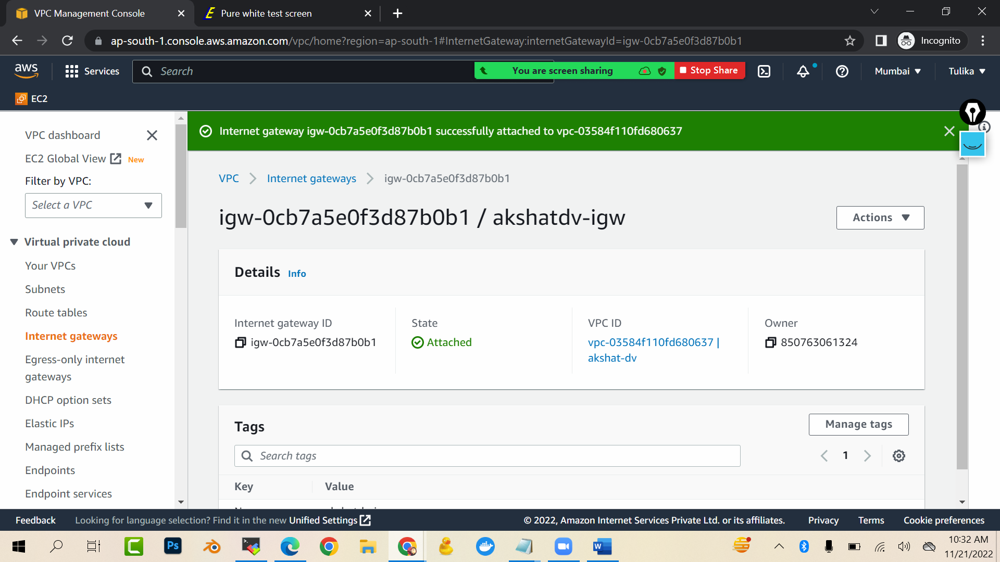 VPC Management Console
Pure white test screen
ap-south-1.console.aws.amazon.com/vpc/home?region=ap-south-1#InternetGateway:internetGatewayId=igw-0cb7a5e0f3d87b0b1
Incognito
aws
Services
Search
You are screen sharing
Stop Share
Mumbai
Tulika
EC2
VPC dashboard
EC2 Global View New
Filter by VPC:
Select a VPC
Virtual private cloud
Your VPCs
Subnets
Route tables
Internet gateways
Egress-only internet
gateways
DHCP option sets
Elastic IPs
Managed prefix lists
Endpoints
Endpoint services
Internet gateway igw-0cb7a5e0f3d87b0b1 successfully attached to vpc-03584f110fd680637
VPC
Internet gateways
igw-0cb7a5e0f3d87b0b1
igw-0cb7a5e0f3d87b0b1 / akshatdv-igw
Actions
Details Info
Internet gateway ID
igw-0cb7a5e0f3d87b0b1
State
Attached
VPC ID
vpc-03584f110fd680637 |
akshat-dv
Owner
850763061324
Tags
Manage tags
Search tags
1
Key
Value
Feedback
Looking for language selection? Find it in the new Unified Settings
© 2022, Amazon Internet Services Private Ltd. or its affiliates.
Privacy
Terms
Cookie preferences
Ps
W
10:32 AM
11/21/2022